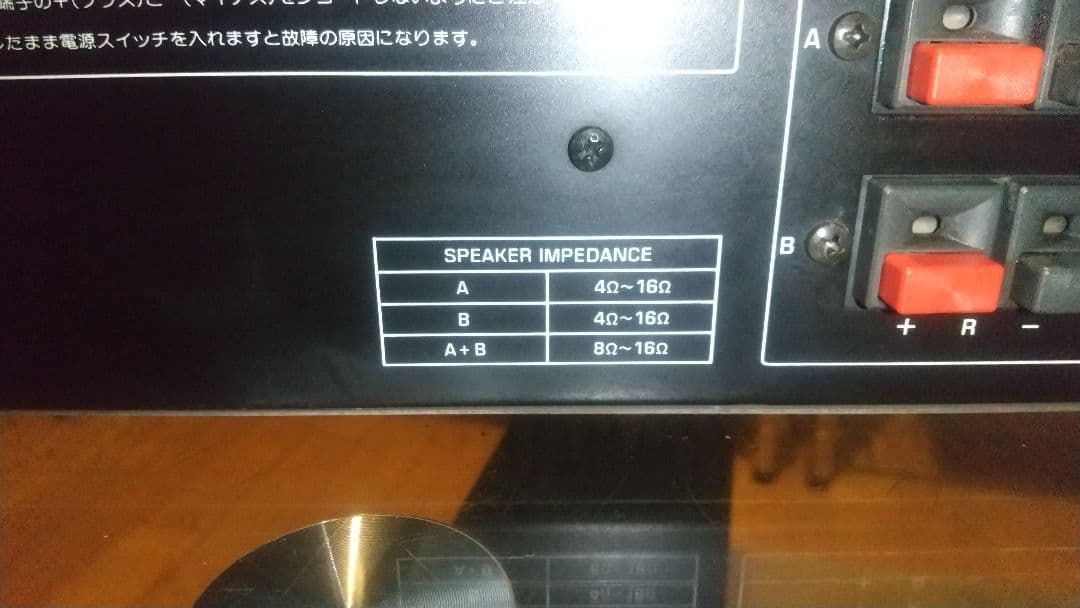 したまま電源スイッチを入れますと故障の原因になります。
A
B
+ R −
SPEAKER IMPEDANCE
A 4Ω~16Ω
B 4Ω~16Ω
A+B 8Ω~16Ω